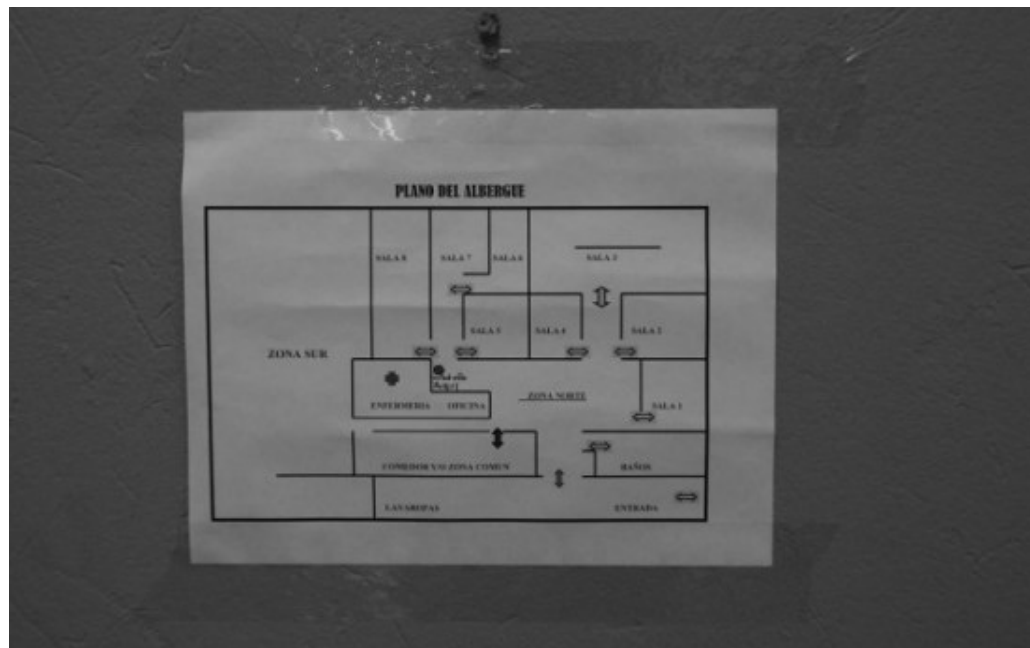 PLANO DEL ALBERGUE
SALA 8
SALA 7
SALA 6
SALA 3
SALA 5
SALA 4
SALA 2
ZONA SUR
ENFERMERIA
OFICINA
ZONA NORTE
SALA 1
COMEDOR Y/O ZONA COMUN
BAÑOS
LAVAROPAS
ENTRADA